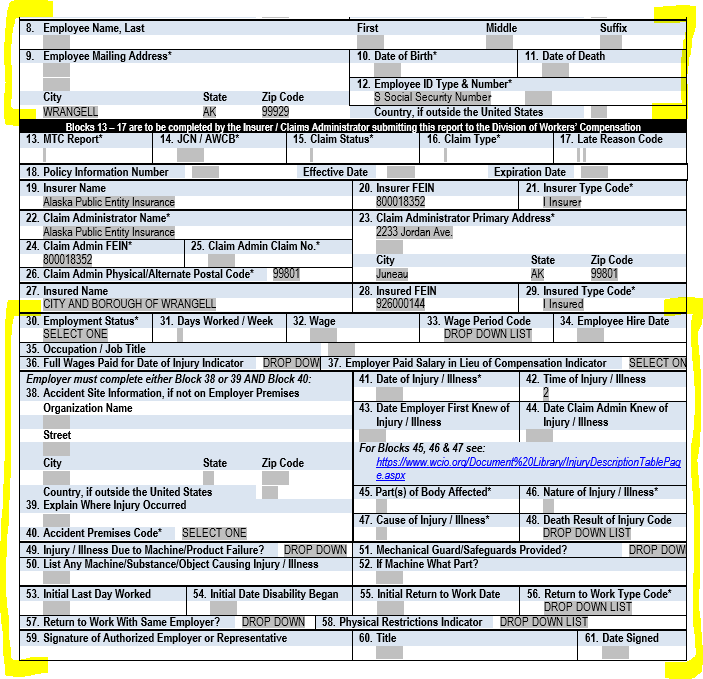 8. Employee Name, Last First Middle Suffix
9. Employee Mailing Address* 10. Date of Birth* 11. Date of Death
12. Employee ID Type & Number*
S Social Security Number
City State Zip Code
WRANGELL AK 99929 Country, if outside the United States
Blocks 13 – 17 are to be completed by the Insurer / Claims Administrator submitting this report to the Division of Workers' Compensation
13. MTC Report* 14. JCN / AWCB* 15. Claim Status* 16. Claim Type* 17. Late Reason Code
18. Policy Information Number Effective Date Expiration Date
19. Insurer Name 20. Insurer FEIN 21. Insurer Type Code*
Alaska Public Entity Insurance 800018352 I Insurer
22. Claim Administrator Name* 23. Claim Administrator Primary Address*
Alaska Public Entity Insurance 2233 Jordan Ave.
24. Claim Admin FEIN* 25. Claim Admin Claim No.*
800018352 City State Zip Code
26. Claim Admin Physical/Alternate Postal Code* 99801 Juneau AK 99801
27. Insured Name 28. Insured FEIN 29. Insured Type Code*
CITY AND BOROUGH OF WRANGELL 926000144 I Insured
30. Employment Status* 31. Days Worked / Week 32. Wage 33. Wage Period Code 34. Employee Hire Date
SELECT ONE DROP DOWN LIST
35. Occupation / Job Title
36. Full Wages Paid for Date of Injury Indicator DROP DOW 37. Employer Paid Salary in Lieu of Compensation Indicator SELECT ON
Employer must complete either Block 38 or 39 AND Block 40: 41. Date of Injury / Illness* 42. Time of Injury / Illness
38. Accident Site Information, if not on Employer Premises 2
Organization Name 43. Date Employer First Knew of Injury / Illness 44. Date Claim Admin Knew of Injury / Illness
Street
For Blocks 45, 46 & 47 see:
City State Zip Code https://www.wcio.org/Document%20Library/InjuryDescriptionTablePag
e.aspx
Country, if outside the United States 45. Part(s) of Body Affected* 46. Nature of Injury / Illness*
39. Explain Where Injury Occurred
47. Cause of Injury / Illness* 48. Death Result of Injury Code
40. Accident Premises Code* SELECT ONE DROP DOWN LIST
49. Injury / Illness Due to Machine/Product Failure? DROP DOWN 51. Mechanical Guard/Safeguards Provided? DROP DOW
50. List Any Machine/Substance/Object Causing Injury / Illness 52. If Machine What Part?
53. Initial Last Day Worked 54. Initial Date Disability Began 55. Initial Return to Work Date 56. Return to Work Type Code*
DROP DOWN LIST
57. Return to Work With Same Employer? DROP DOWN 58. Physical Restrictions Indicator DROP DOWN LIST
59. Signature of Authorized Employer or Representative 60. Title 61. Date Signed